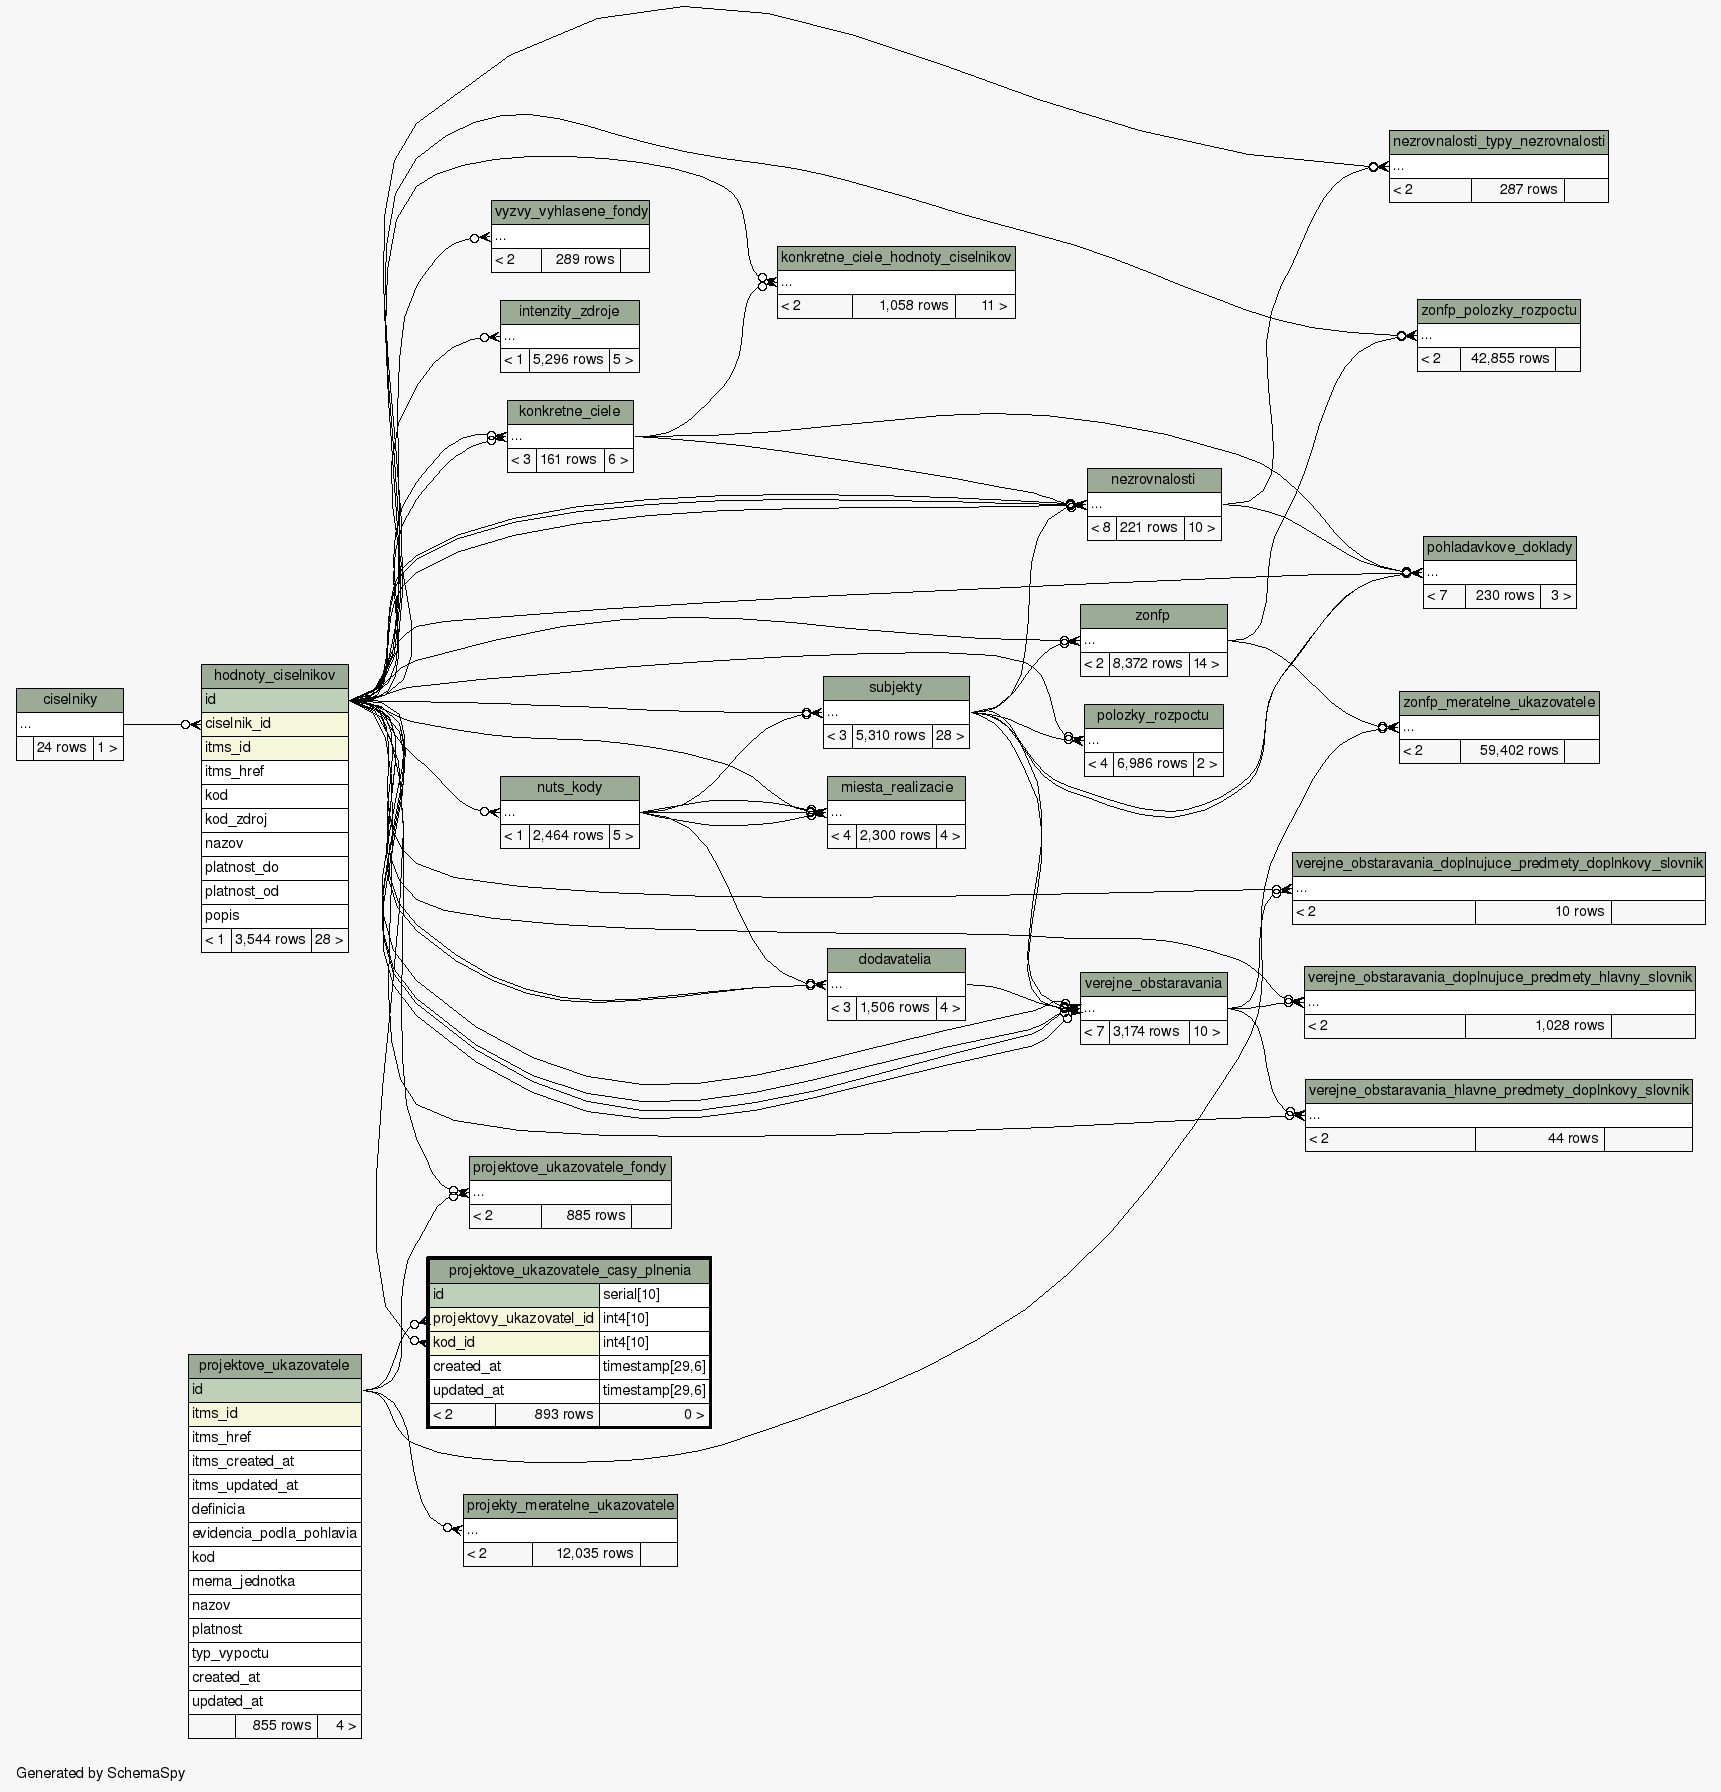 nezrovnalosti_typy_nezrovnalosti
...
< 2 287 rows
vyzvy_vyhlasene_fondy
...
< 2 289 rows
konkretne_ciele_hodnoty_ciselnikov
...
< 2 1,058 rows 11 >
intenzity_zdroje
...
< 1 5,296 rows 5 >
zonfp_polozky_rozpoctu
...
< 2 42,855 rows
konkretne_ciele
...
< 3 161 rows 6 >
nezrovnalosti
...
< 8 221 rows 10 >
pohladavkove_doklady
...
< 7 230 rows 3 >
zonfp
...
< 2 8,372 rows 14 >
ciselniky
...
24 rows 1 >
hodnoty_ciselnikov
id
ciselnik_id
itms_id
itms_href
kod
kod_zdroj
nazov
platnost_do
platnost_od
popis
< 1 3,544 rows 28 >
subjekty
...
< 3 5,310 rows 28 >
polozky_rozpoctu
...
< 4 6,986 rows 2 >
zonfp_meratelne_ukazovatele
...
< 2 59,402 rows
nuts_kody
...
< 1 2,464 rows 5 >
miesta_realizacie
...
< 4 2,300 rows 4 >
verejne_obstaravania_doplnujuce_predmety_doplnkovy_slovnik
...
< 2 10 rows
dodavatelia
...
< 3 1,506 rows 4 >
verejne_obstaravania
...
< 7 3,174 rows 10 >
verejne_obstaravania_doplnujuce_predmety_hlavny_slovnik
...
< 2 1,028 rows
verejne_obstaravania_hlavne_predmety_doplnkovy_slovnik
...
< 2 44 rows
projektove_ukazovatele_fondy
...
< 2 885 rows
projektove_ukazovatele_casy_plnenia
id serial[10]
projektovy_ukazovatel_id int4[10]
kod_id int4[10]
created_at timestamp[29,6]
updated_at timestamp[29,6]
< 2 893 rows 0 >
projektove_ukazovatele
id
itms_id
itms_href
itms_created_at
itms_updated_at
definicia
evidencia_podla_pohlavia
kod
merna_jednotka
nazov
platnost
typ_vypoctu
created_at
updated_at
855 rows 4 >
projekty_meratelne_ukazovatele
...
< 2 12,035 rows
Generated by SchemaSpy